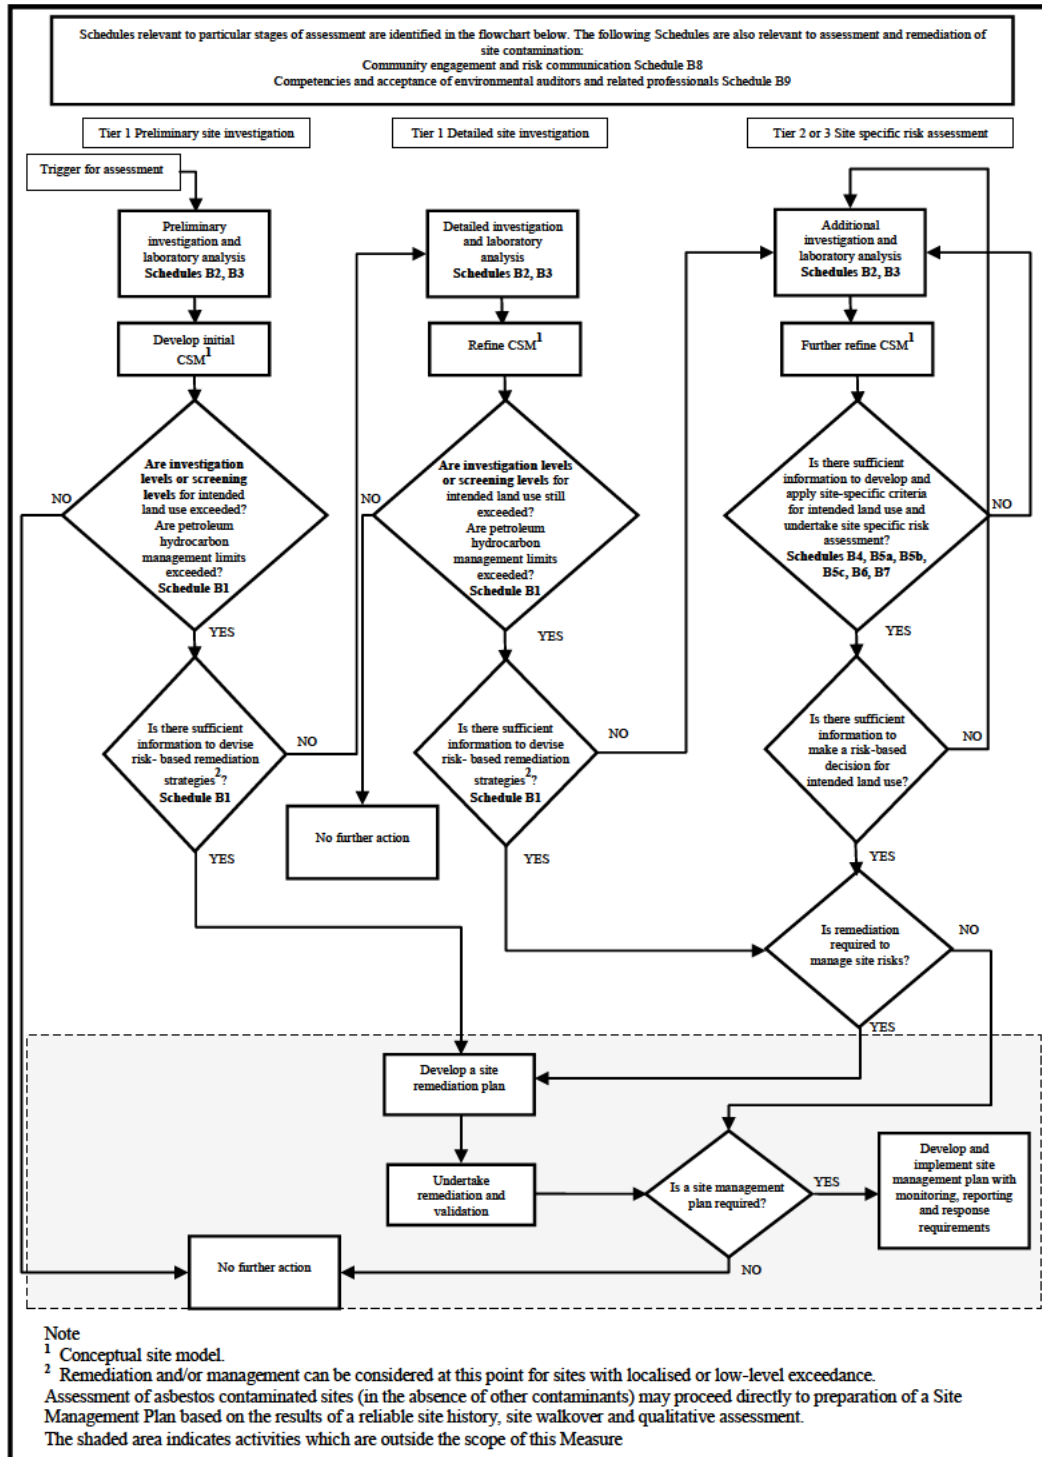 Schedules relevant to particular stages of assessment are identified in the flowchart below. The following Schedules are also relevant to assessment and remediation of
site contamination:
Community engagement and risk communication Schedule B8
Competencies and acceptance of environmental auditors and related professionals Schedule B9
Tier 1 Preliminary site investigation
Tier 1 Detailed site investigation
Tier 2 or 3 Site specific risk assessment
Trigger for assessment
Preliminary
investigation and
laboratory analysis
Schedules B2, B3
Detailed investigation
and laboratory
analysis
Schedules B2, B3
Additional
investigation and
laboratory analysis
Schedules B2, B3
Develop initial
CSM¹
Refine CSM¹
Further refine CSM¹
Are investigation
levels or screening
levels for intended
land use exceeded?
Are petroleum
hydrocarbon
management limits
exceeded?
Schedule B1
NO
YES
Are investigation levels
or screening levels for
intended land use still
exceeded?
Are petroleum
hydrocarbon
management limits
exceeded?
Schedule B1
NO
YES
Is there sufficient
information to develop and
apply site-specific criteria
for intended land use and
undertake site specific risk
assessment?
Schedules B4, B5a, B5b,
B5c, B6, B7
NO
YES
Is there sufficient
information to devise
risk- based remediation
strategies²?
Schedule B1
NO
YES
Is there sufficient
information to devise
risk- based remediation
strategies²?
Schedule B1
NO
YES
Is there sufficient
information to
make a risk-based
decision for
intended land use?
NO
YES
No further action
Is remediation
required to
manage site risks?
NO
YES
Develop a site
remediation plan
Undertake
remediation and
validation
Is a site management
plan required?
YES
NO
Develop and
implement site
management plan with
monitoring, reporting
and response
requirements
No further action
Note
¹ Conceptual site model.
² Remediation and/or management can be considered at this point for sites with localised or low-level exceedance.
Assessment of asbestos contaminated sites (in the absence of other contaminants) may proceed directly to preparation of a Site
Management Plan based on the results of a reliable site history, site walkover and qualitative assessment.
The shaded area indicates activities which are outside the scope of this Measure